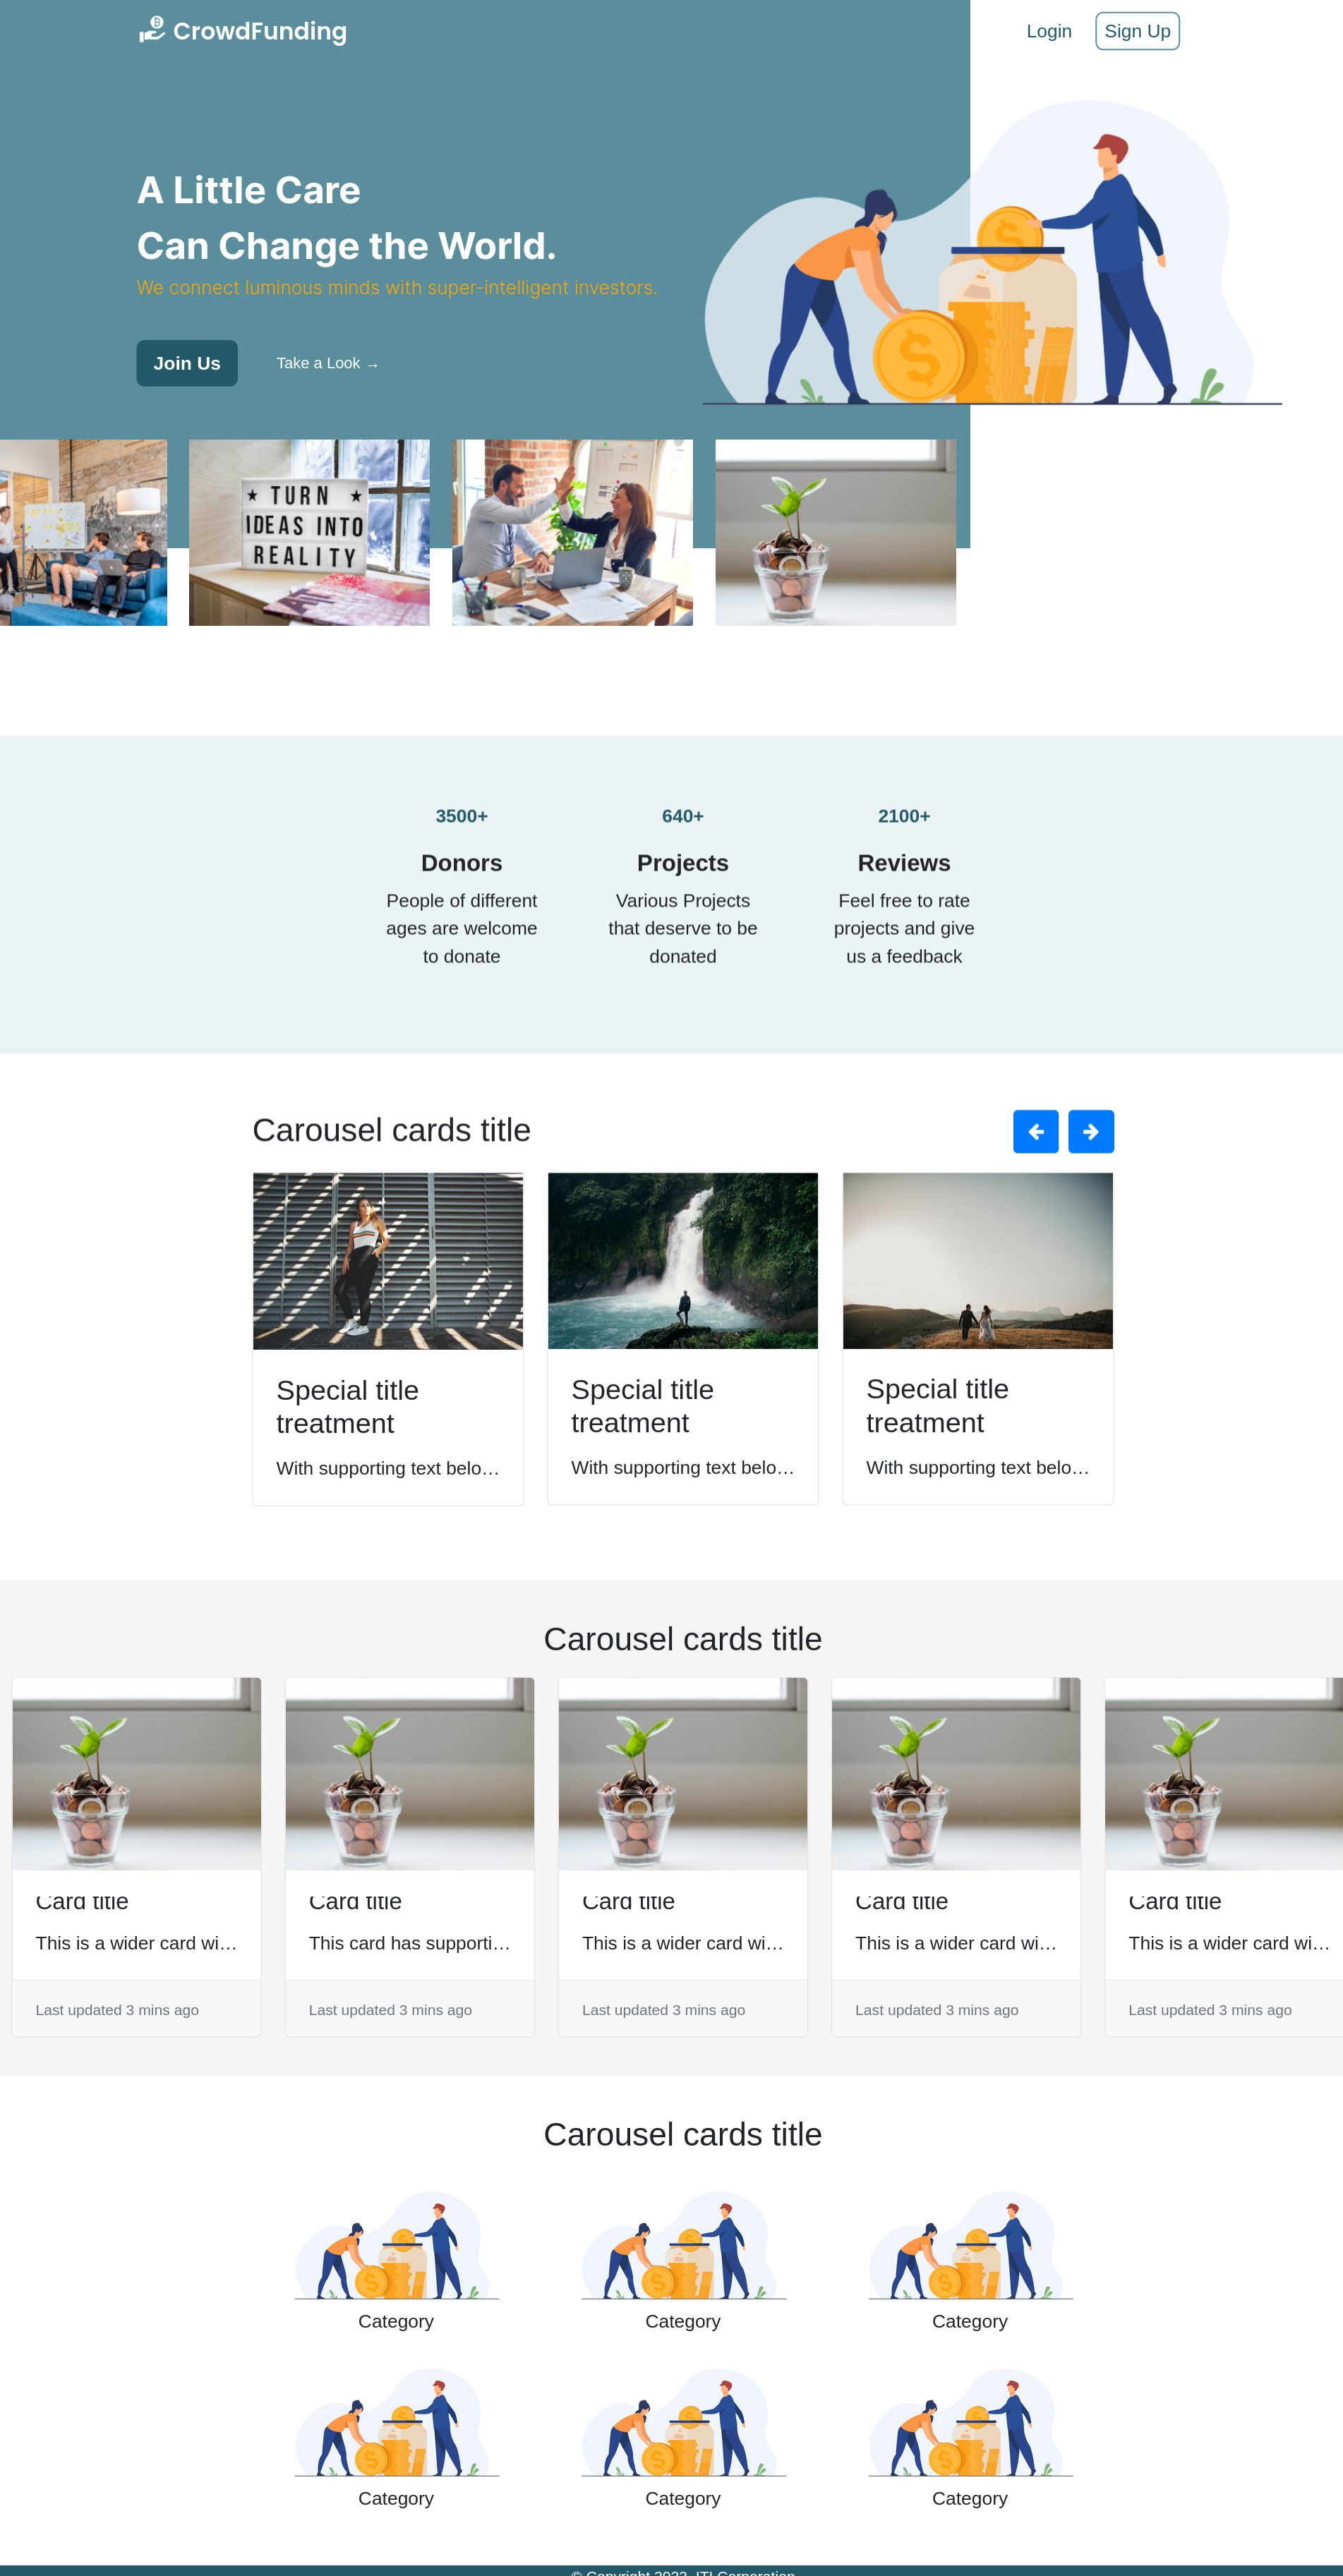 CrowdFunding
Login
Sign Up
A Little Care
Can Change the World.
We connect luminous minds with super-intelligent investors.
Join Us
Take a Look →
★ TURN ★
IDEAS INTO
REALITY
3500+
640+
2100+
Donors
Projects
Reviews
People of different
ages are welcome
to donate
Various Projects
that deserve to be
donated
Feel free to rate
projects and give
us a feedback
Carousel cards title
Special title
treatment
With supporting text belo…
Special title
treatment
With supporting text belo…
Special title
treatment
With supporting text belo…
Carousel cards title
Card title
This is a wider card wi…
Last updated 3 mins ago
Card title
This card has supporti…
Last updated 3 mins ago
Card title
This is a wider card wi…
Last updated 3 mins ago
Card title
This is a wider card wi…
Last updated 3 mins ago
Card title
This is a wider card wi…
Last updated 3 mins ago
Carousel cards title
Category
Category
Category
Category
Category
Category
© Copyright 2023, ITI Corporation